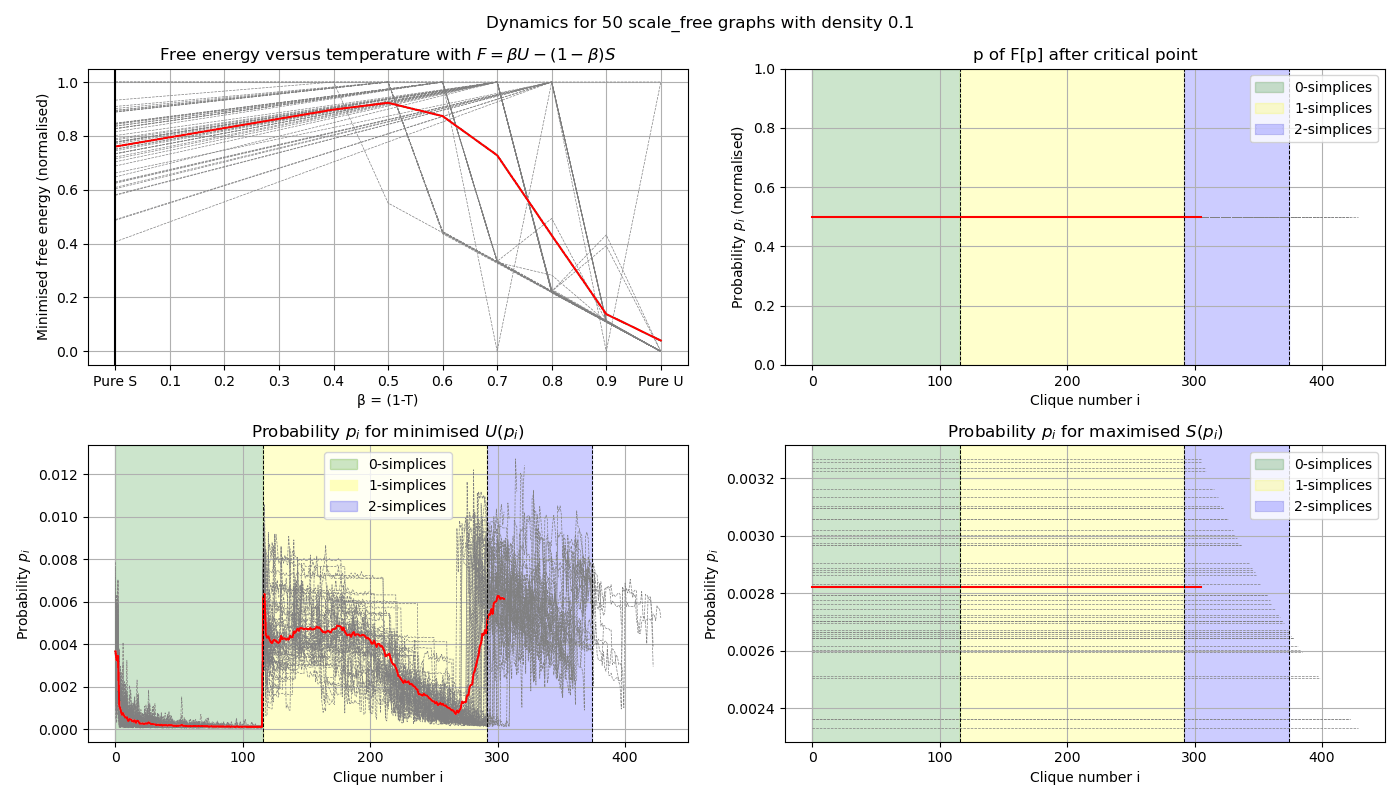 Dynamics for 50 scale_free graphs with density 0.1
Free energy versus temperature with F = βU − (1 − β)S
Minimised free energy (normalised)
1.0
0.8
0.6
0.4
0.2
0.0
Pure S 0.1 0.2 0.3 0.4 0.5 0.6 0.7 0.8 0.9 Pure U
β = (1-T)
p of F[p] after critical point
Probability pi (normalised)
1.0
0.8
0.6
0.4
0.2
0.0
0-simplices
1-simplices
2-simplices
0 100 200 300 400
Clique number i
Probability pi for minimised U(pi)
Probability pi
0.012
0.010
0.008
0.006
0.004
0.002
0.000
0-simplices
1-simplices
2-simplices
0 100 200 300 400
Clique number i
Probability pi for maximised S(pi)
Probability pi
0.0032
0.0030
0.0028
0.0026
0.0024
0-simplices
1-simplices
2-simplices
0 100 200 300 400
Clique number i